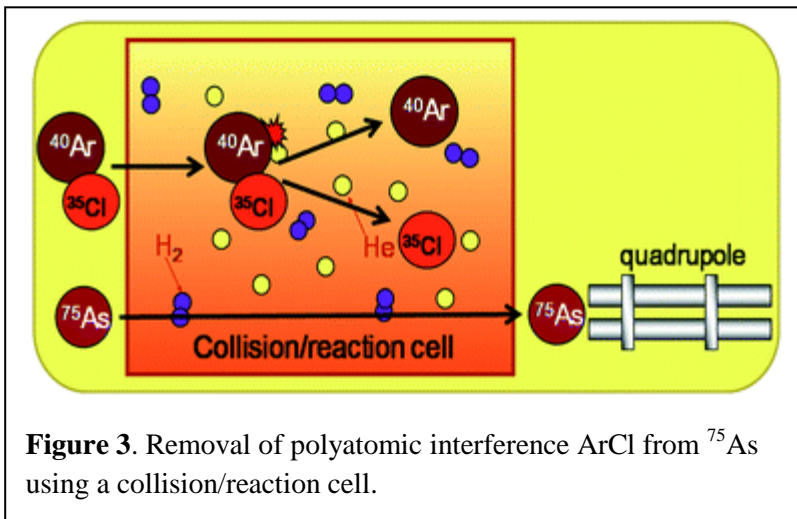 ⁴⁰Ar
⁴⁰Ar
⁴⁰Ar
³⁵Cl
³⁵Cl
H₂
He
³⁵Cl
quadrupole
⁷⁵As
⁷⁵As
Collision/reaction cell
Figure 3. Removal of polyatomic interference ArCl from ⁷⁵As
using a collision/reaction cell.